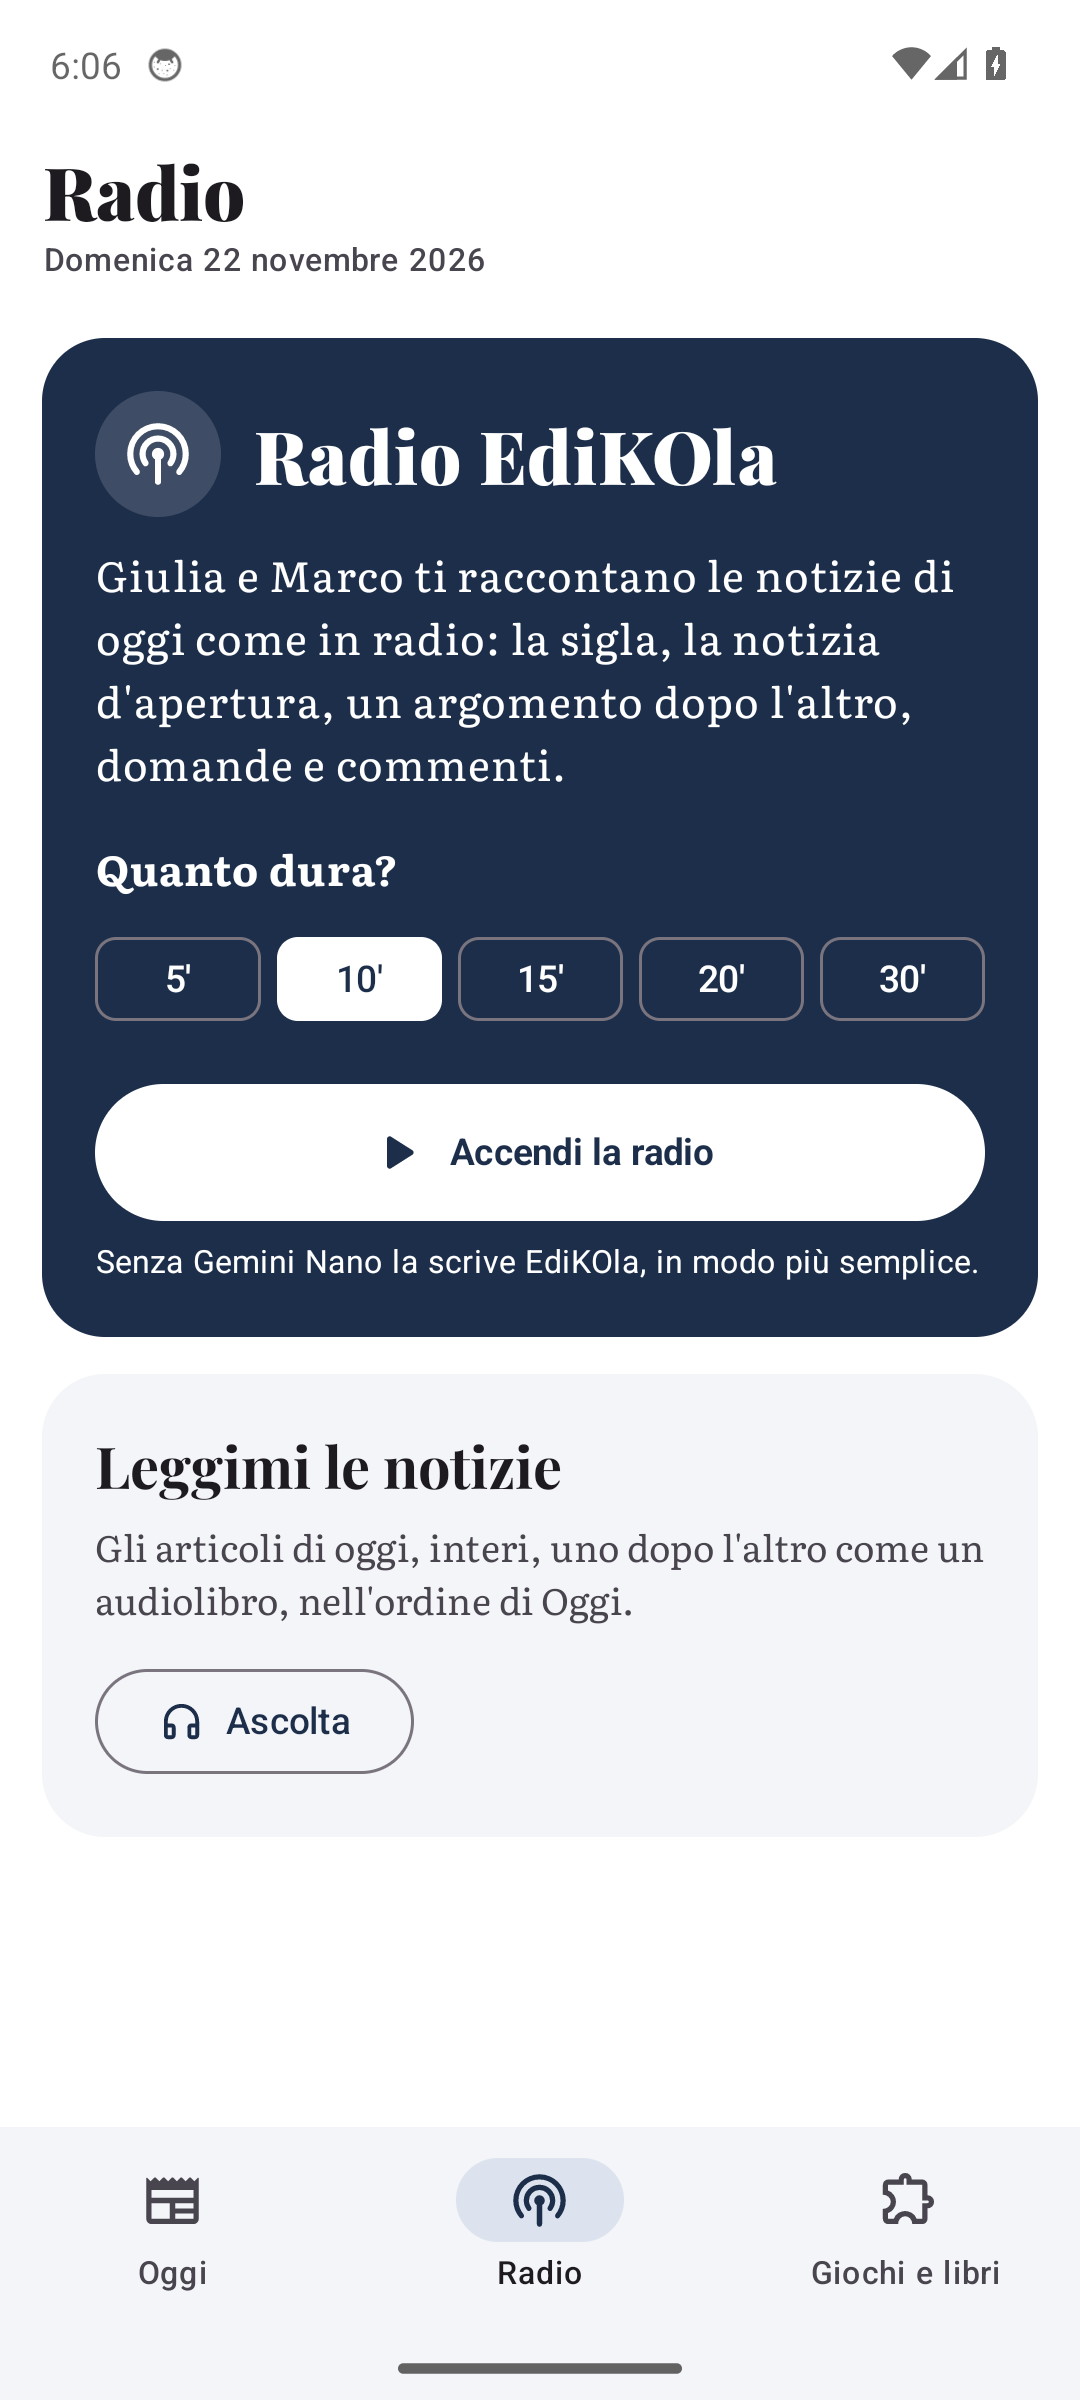 6:06
Radio
Domenica 22 novembre 2026
Radio EdiKOla
Giulia e Marco ti raccontano le notizie di
oggi come in radio: la sigla, la notizia
d'apertura, un argomento dopo l'altro,
domande e commenti.
Quanto dura?
5' 10' 15' 20' 30'
Accendi la radio
Senza Gemini Nano la scrive EdiKOla, in modo più semplice.
Leggimi le notizie
Gli articoli di oggi, interi, uno dopo l'altro come un
audiolibro, nell'ordine di Oggi.
Ascolta
Oggi Radio Giochi e libri